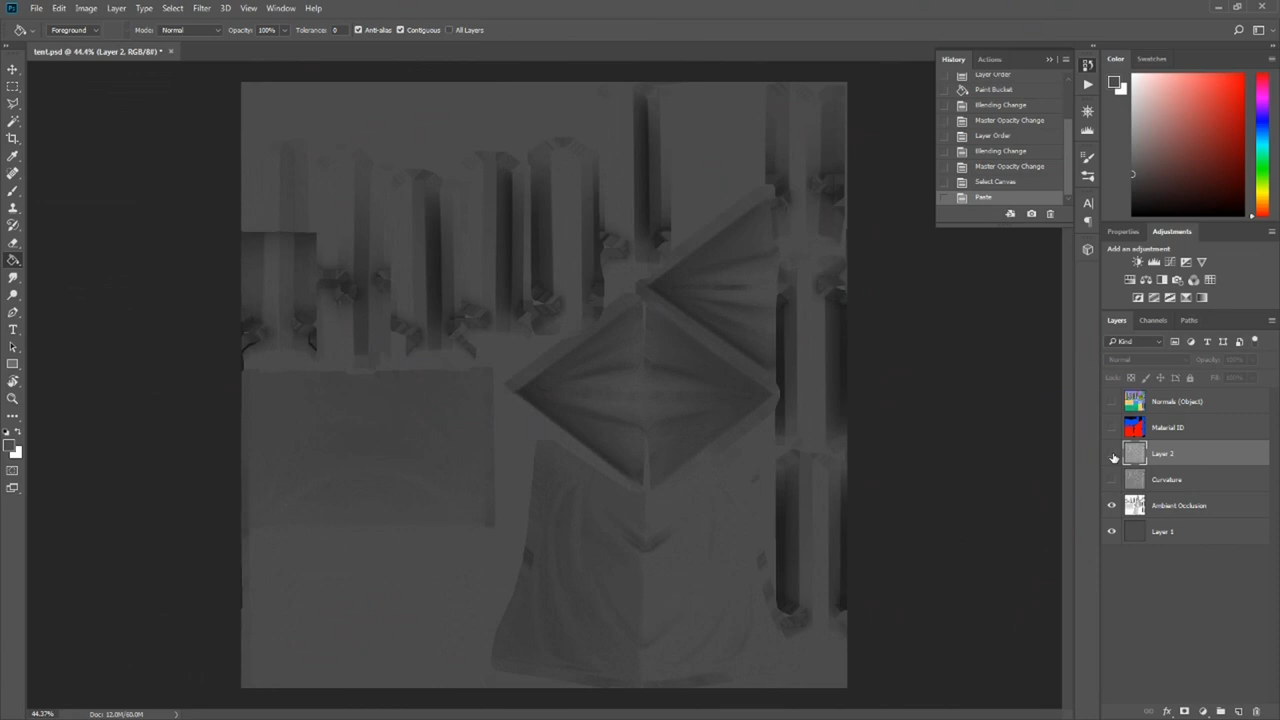 File Edit Image Layer Type Select Filter 3D View Window Help
Foreground Mode: Normal Opacity: 100% Tolerance: 0 Anti-alias Contiguous All Layers
tent.psd @ 44.4% (Layer 2, RGB/8#) *
History Actions
Layer Order
Paint Bucket
Blending Change
Master Opacity Change
Layer Order
Blending Change
Master Opacity Change
Select Canvas
Paste
Color Swatches
Properties Adjustments
Add an adjustment
Layers Channels Paths
Kind
Normal Opacity: 100%
Lock: Fill: 100%
Normals (Object)
Material ID
Layer 2
Curvature
Ambient Occlusion
Layer 1
44.37% Doc: 12.0M/60.0M